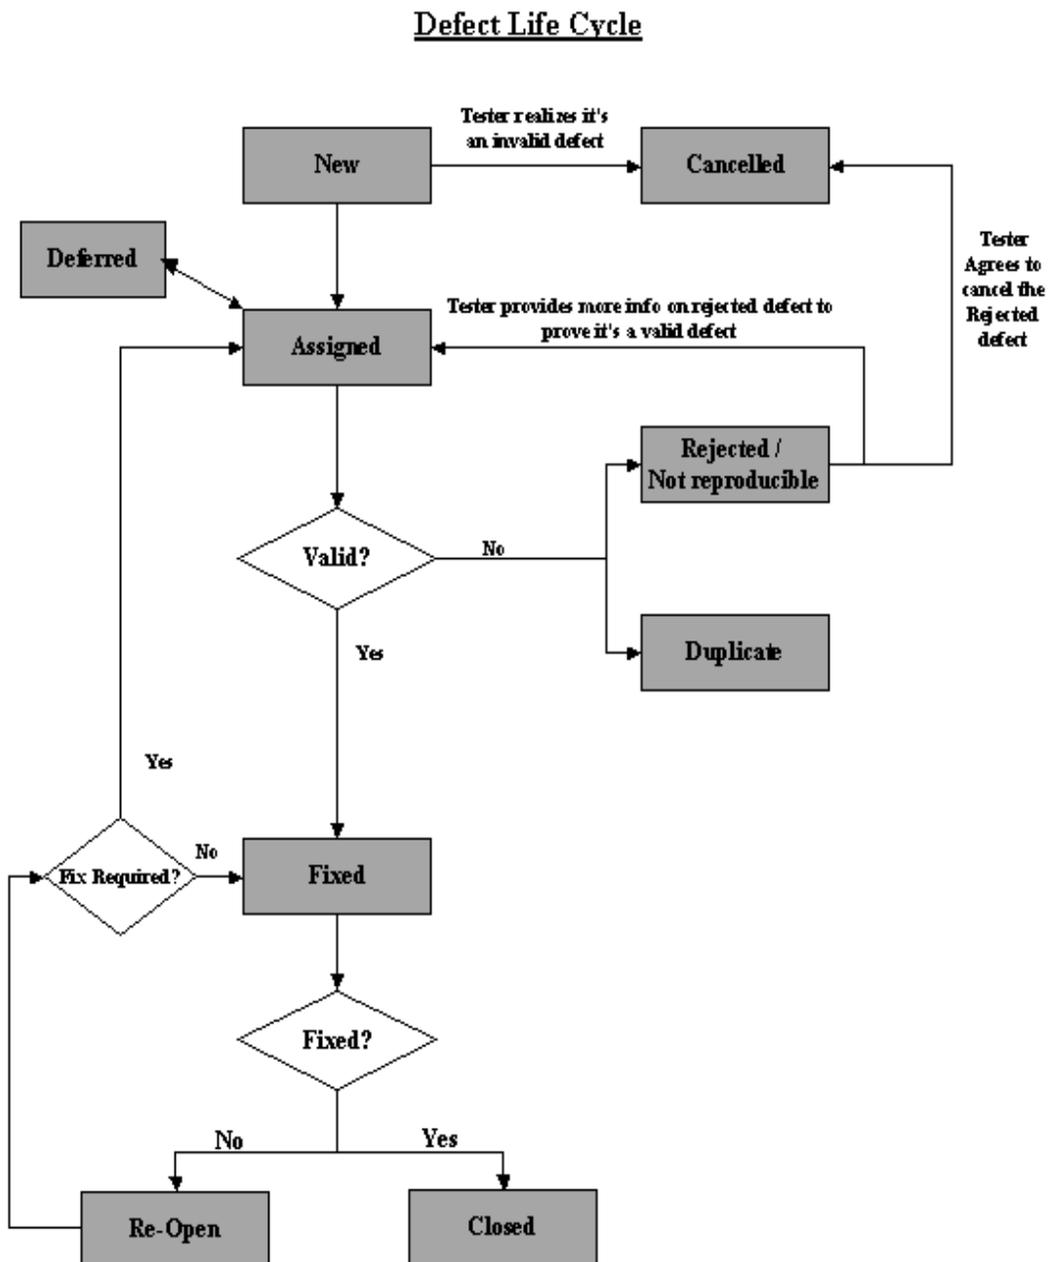 Defect Life Cycle
Tester realizes it's
an invalid defect
New
Cancelled
Deferred
Tester
Agrees to
cancel the
Rejected
defect
Tester provides more info on rejected defect to
prove it's a valid defect
Assigned
Rejected /
Not reproducible
Valid?
No
Yes
Duplicate
Yes
No
Fix Required?
Fixed
Fixed?
No
Yes
Re-Open
Closed